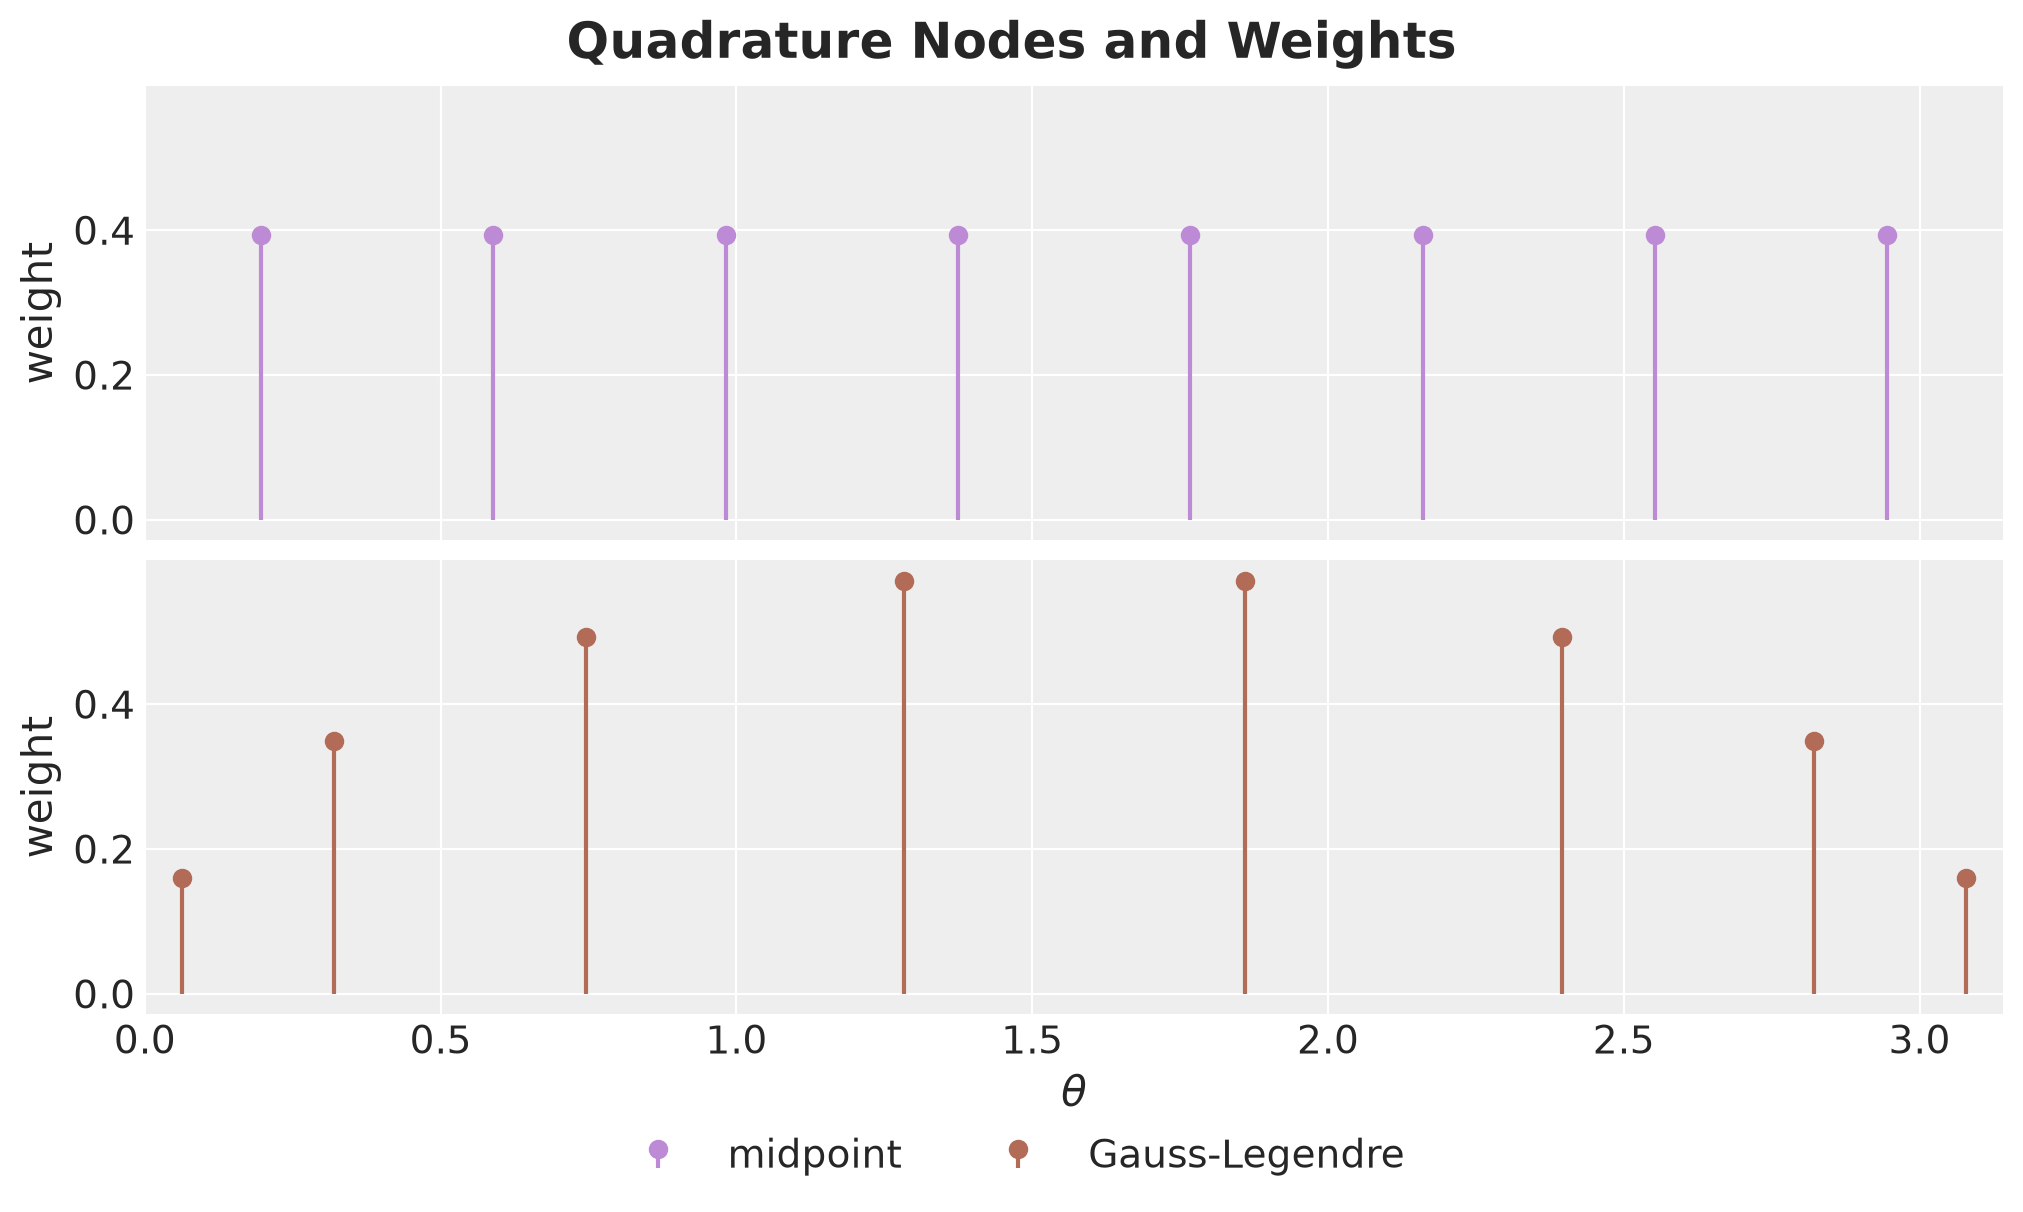 Quadrature Nodes and Weights
weight
0.4
0.2
0.0
weight
0.4
0.2
0.0
0.0 0.5 1.0 1.5 2.0 2.5 3.0
θ
midpoint Gauss-Legendre